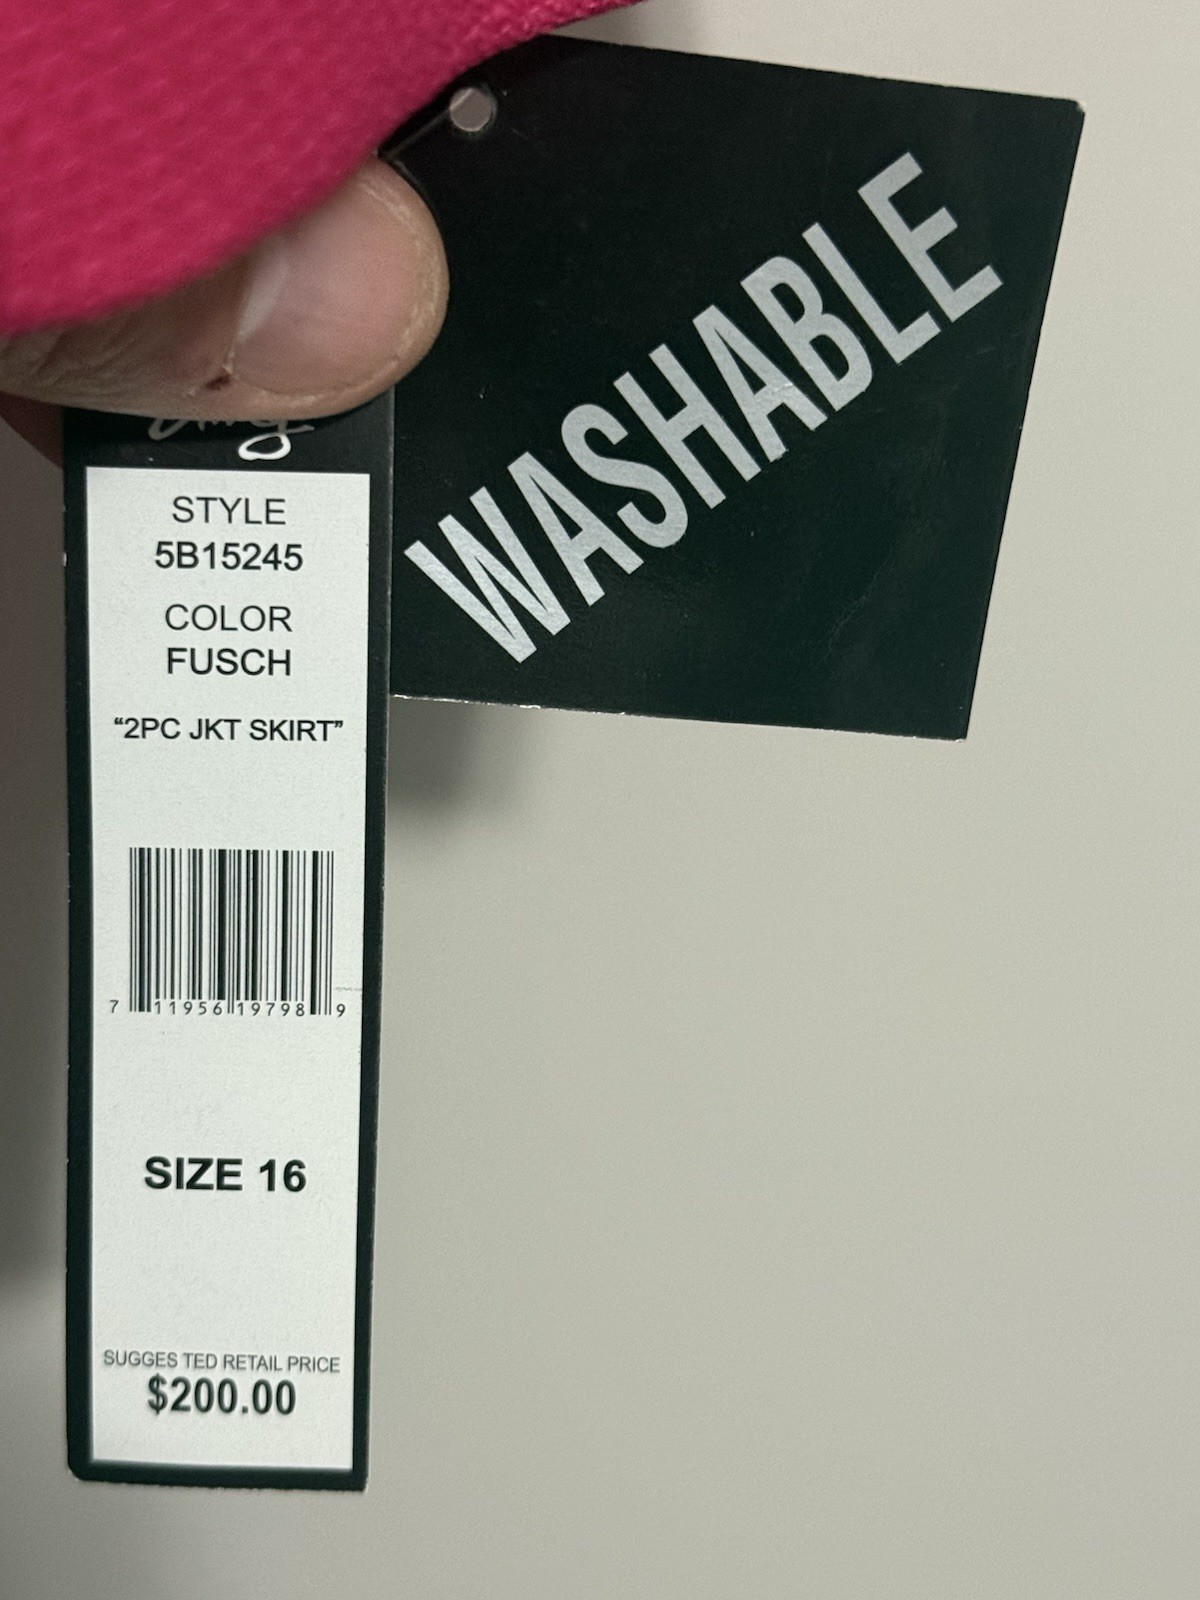 WASHABLE
STYLE
5B15245
COLOR
FUSCH
“2PC JKT SKIRT”
7 11956 19798 9
SIZE 16
SUGGES TED RETAIL PRICE
$200.00